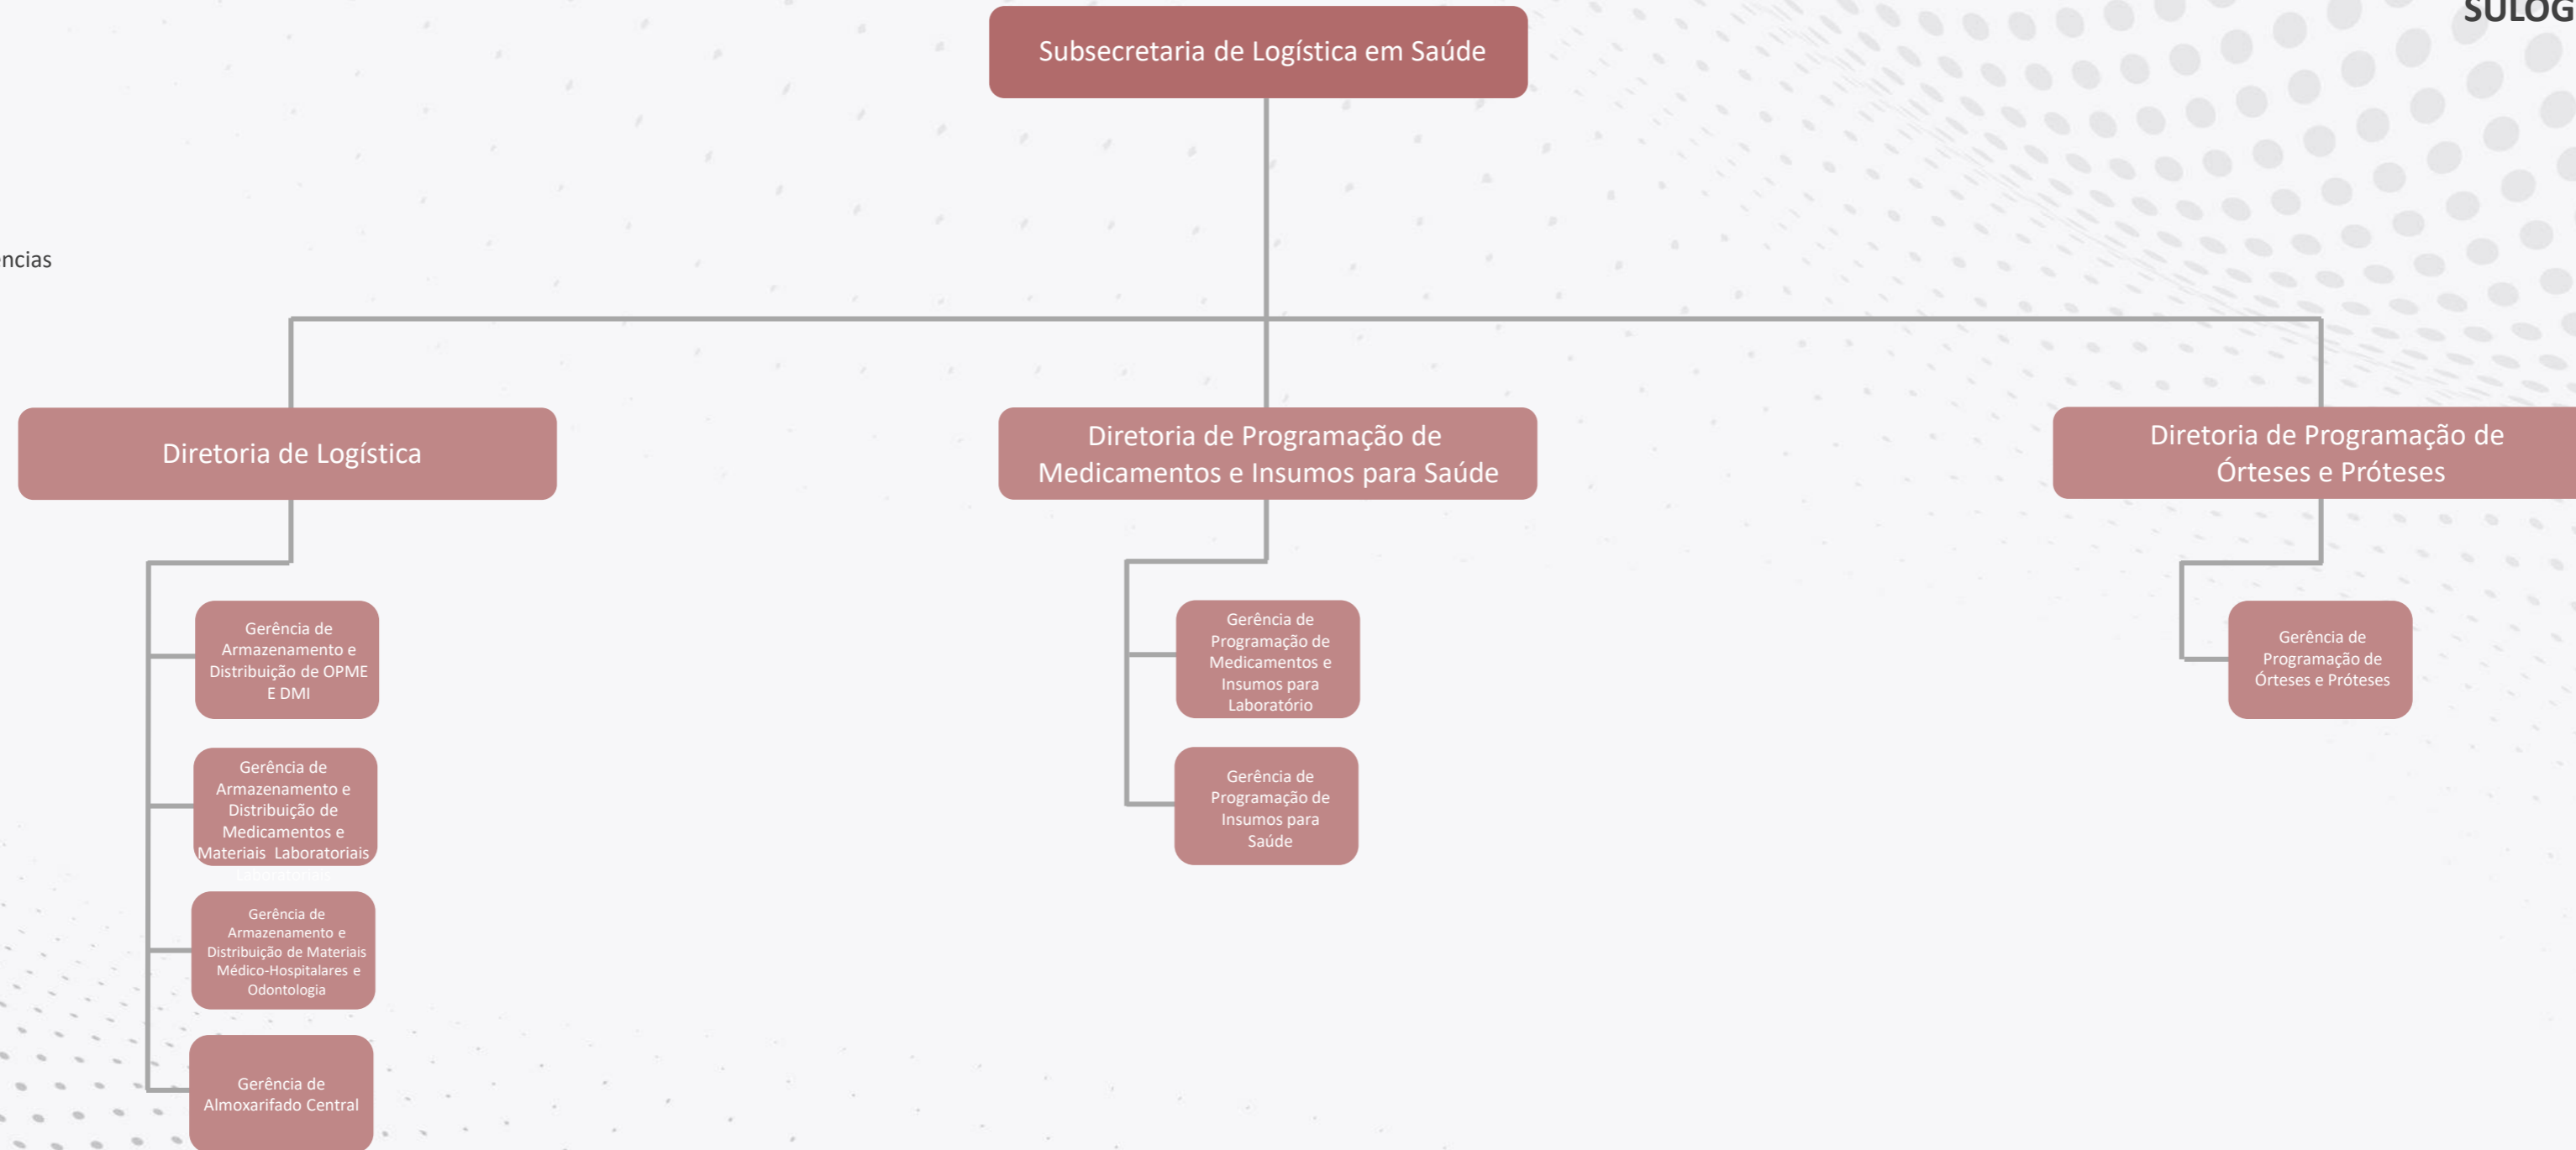 SULOG
Subsecretaria de Logística em Saúde
ências
Diretoria de Logística
Gerência de
Armazenamento e
Distribuição de OPME
E DMI
Gerência de
Armazenamento e
Distribuição de
Medicamentos e
Materiais Laboratoriais
Laboratoriais
Gerência de
Armazenamento e
Distribuição de Materiais
Médico-Hospitalares e
Odontologia
Gerência de
Almoxarifado Central
Diretoria de Programação de
Medicamentos e Insumos para Saúde
Gerência de
Programação de
Medicamentos e
Insumos para
Laboratório
Gerência de
Programação de
Insumos para
Saúde
Diretoria de Programação de
Órteses e Próteses
Gerência de
Programação de
Órteses e Próteses